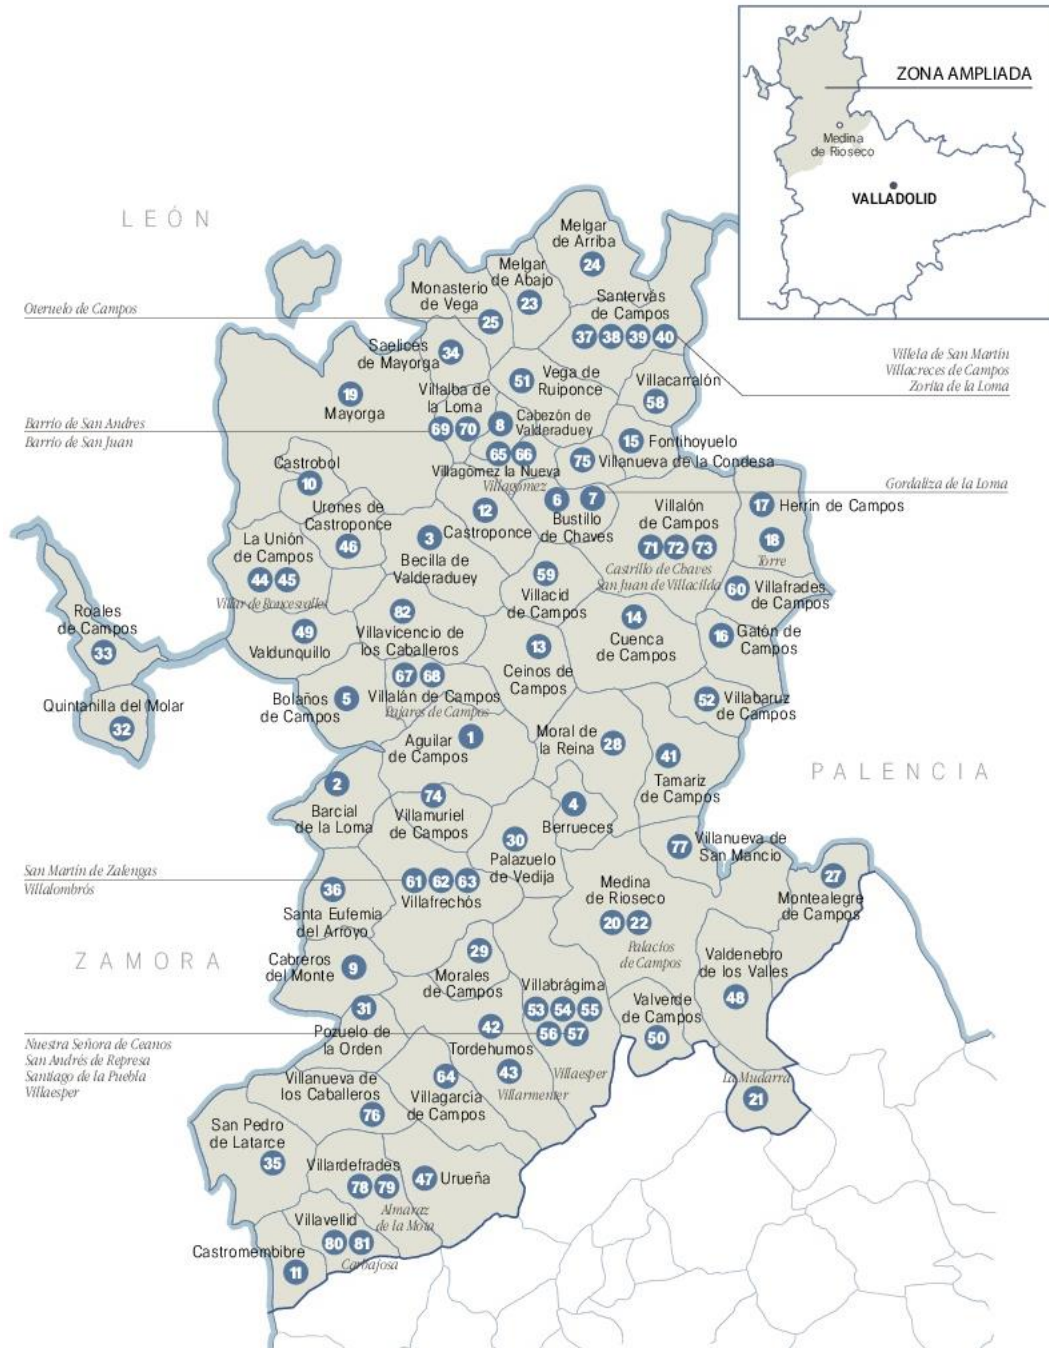 ZONA AMPLIADA
Medina
de Rioseco
VALLADOLID
LEÓN
Melgar
de Arriba
24
Melgar
de Abajo
23
Monasterio
de Vega
25
Santervás
de Campos
37 38 39 40
Oteruelo de Campos
Villela de San Martín
Villacreces de Campos
Zorita de la Loma
Saelices
de Mayorga
34
19
Mayorga
51
Vega de
Ruiponce
Villacarralón
58
Villalba de
la Loma
69 70
8
Cabezón de
Valderaduey
Barrio de San Andres
Barrio de San Juan
15 Fontihoyuelo
65 66
Villagómez la Nueva
Villagómez
75 Villanueva de la Condesa
Gordaliza de la Loma
Castrobol
10
Urones de
Castroponce
46
12
Castroponce
6 7
Bustillo
de Chaves
Villalón
de Campos
71 72 73
Castrillo de Chaves
San Juan de Villacilda
17 Herrín de Campos
18
Torre
La Unión
de Campos
44 45
Villar de Roncesvalles
3
Becilla de
Valderaduey
59
Villacid
de Campos
60 Villafrades
de Campos
Roales
de Campos
33
49
Valdunquillo
82
Villavicencio de
los Caballeros
13
Ceinos de
Campos
14
Cuenca
de Campos
16 Gatón de
Campos
Quintanilla del Molar
32
Bolaños
de Campos
5
67 68
Villalán de Campos
Pajares de Campos
52 Villabaruz
de Campos
Aguilar
de Campos
1
Moral de
la Reina
28
41
Tamariz
de Campos
PALENCIA
2
Barcial
de la Loma
74
Villamuriel
de Campos
4
Berrueces
30
Palazuelo
de Vedija
77
Villanueva de
San Mancio
San Martín de Zalengas
Villalombrós
61 62 63
Villafrechós
36
Santa Eufemia
del Arroyo
Medina
de Rioseco
20 22
Palacios
de Campos
27
Montealegre
de Campos
ZAMORA
Cabreros
del Monte
9
29
Morales
de Campos
Valdenebro
de los Valles
48
Villabrágima
53 54 55
56 57
Villaesper
Valverde
de Campos
50
31
Pozuelo de
la Orden
42
Tordehumos
43
Villarmenter
Nuestra Señora de Ceanos
San Andrés de Represa
Santiago de la Puebla
Villaesper
Villanueva de
los Caballeros
76
64
Villagarcía
de Campos
La Mudarra
21
San Pedro
de Latarce
35
Villardefrades
78 79
Almaraz
de la Mota
47 Urueña
Villavellid
80 81
Carbajosa
Castromembibre
11